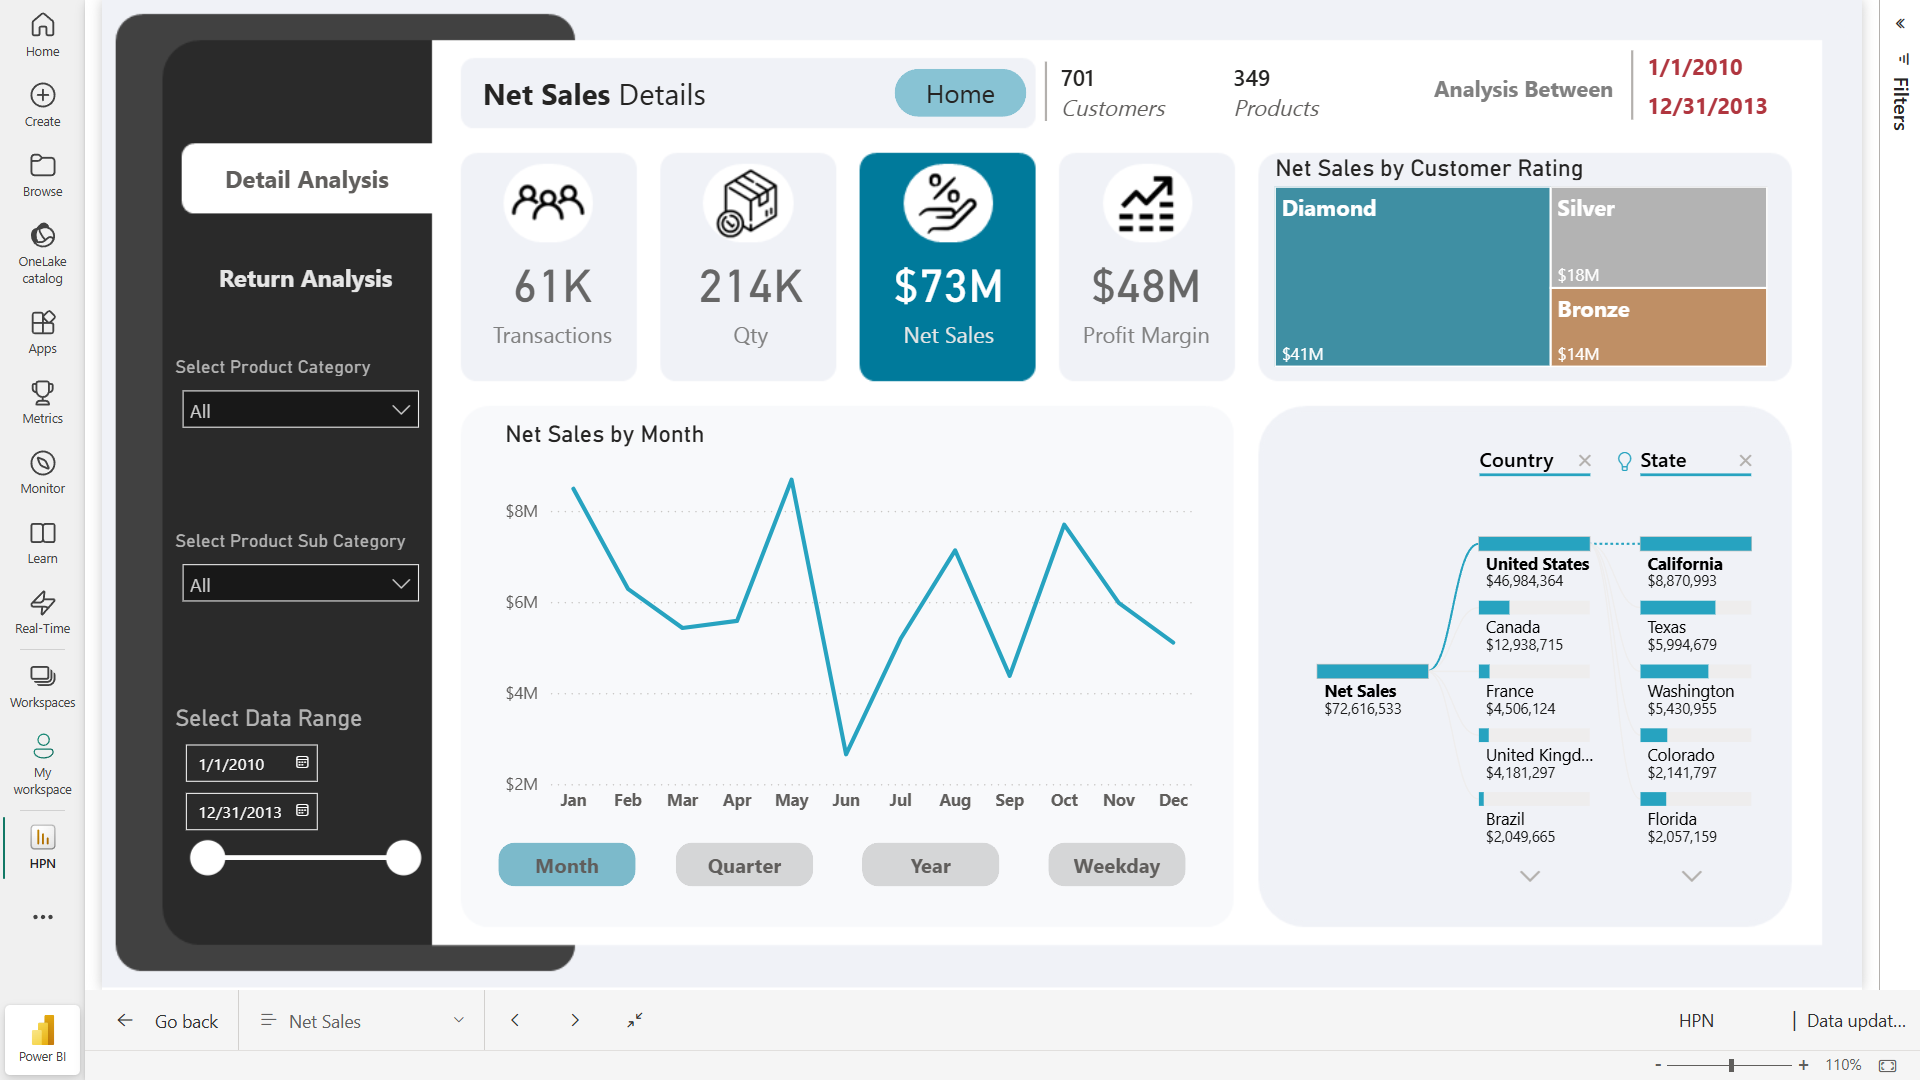 Home
Create
Browse
OneLake
catalog
Apps
Metrics
Monitor
Learn
Real-Time
Workspaces
My
workspace
HPN
Power BI
Detail Analysis
Return Analysis
Select Product Category
All
Select Product Sub Category
All
Select Data Range
1/1/2010
12/31/2013
Net Sales Details
Home
701
Customers
349
Products
Analysis Between
1/1/2010
12/31/2013
61K
Transactions
214K
Qty
$73M
Net Sales
$48M
Profit Margin
Net Sales by Customer Rating
Diamond
$41M
Silver
$18M
Bronze
$14M
Net Sales by Month
$8M
$6M
$4M
$2M
Jan Feb Mar Apr May Jun Jul Aug Sep Oct Nov Dec
Month
Quarter
Year
Weekday
Country
State
Net Sales
$72,616,533
United States
$46,984,364
Canada
$12,938,715
France
$4,506,124
United Kingd...
$4,181,297
Brazil
$2,049,665
California
$8,870,993
Texas
$5,994,679
Washington
$5,430,955
Colorado
$2,141,797
Florida
$2,057,159
Filters
Go back
Net Sales
HPN
| Data updat...
- + 110%